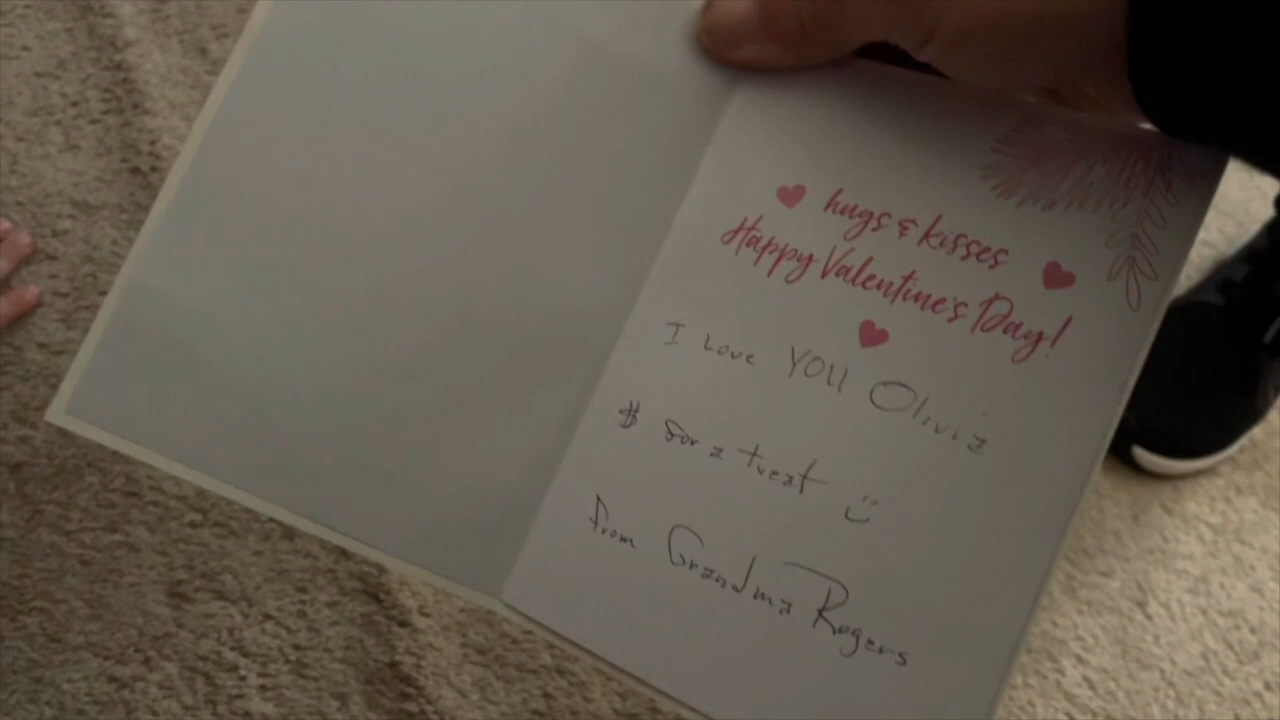 hugs & kisses
Happy Valentine's Day!
I Love YOU Olivia
$ for a treat :)
From Grandma Rogers